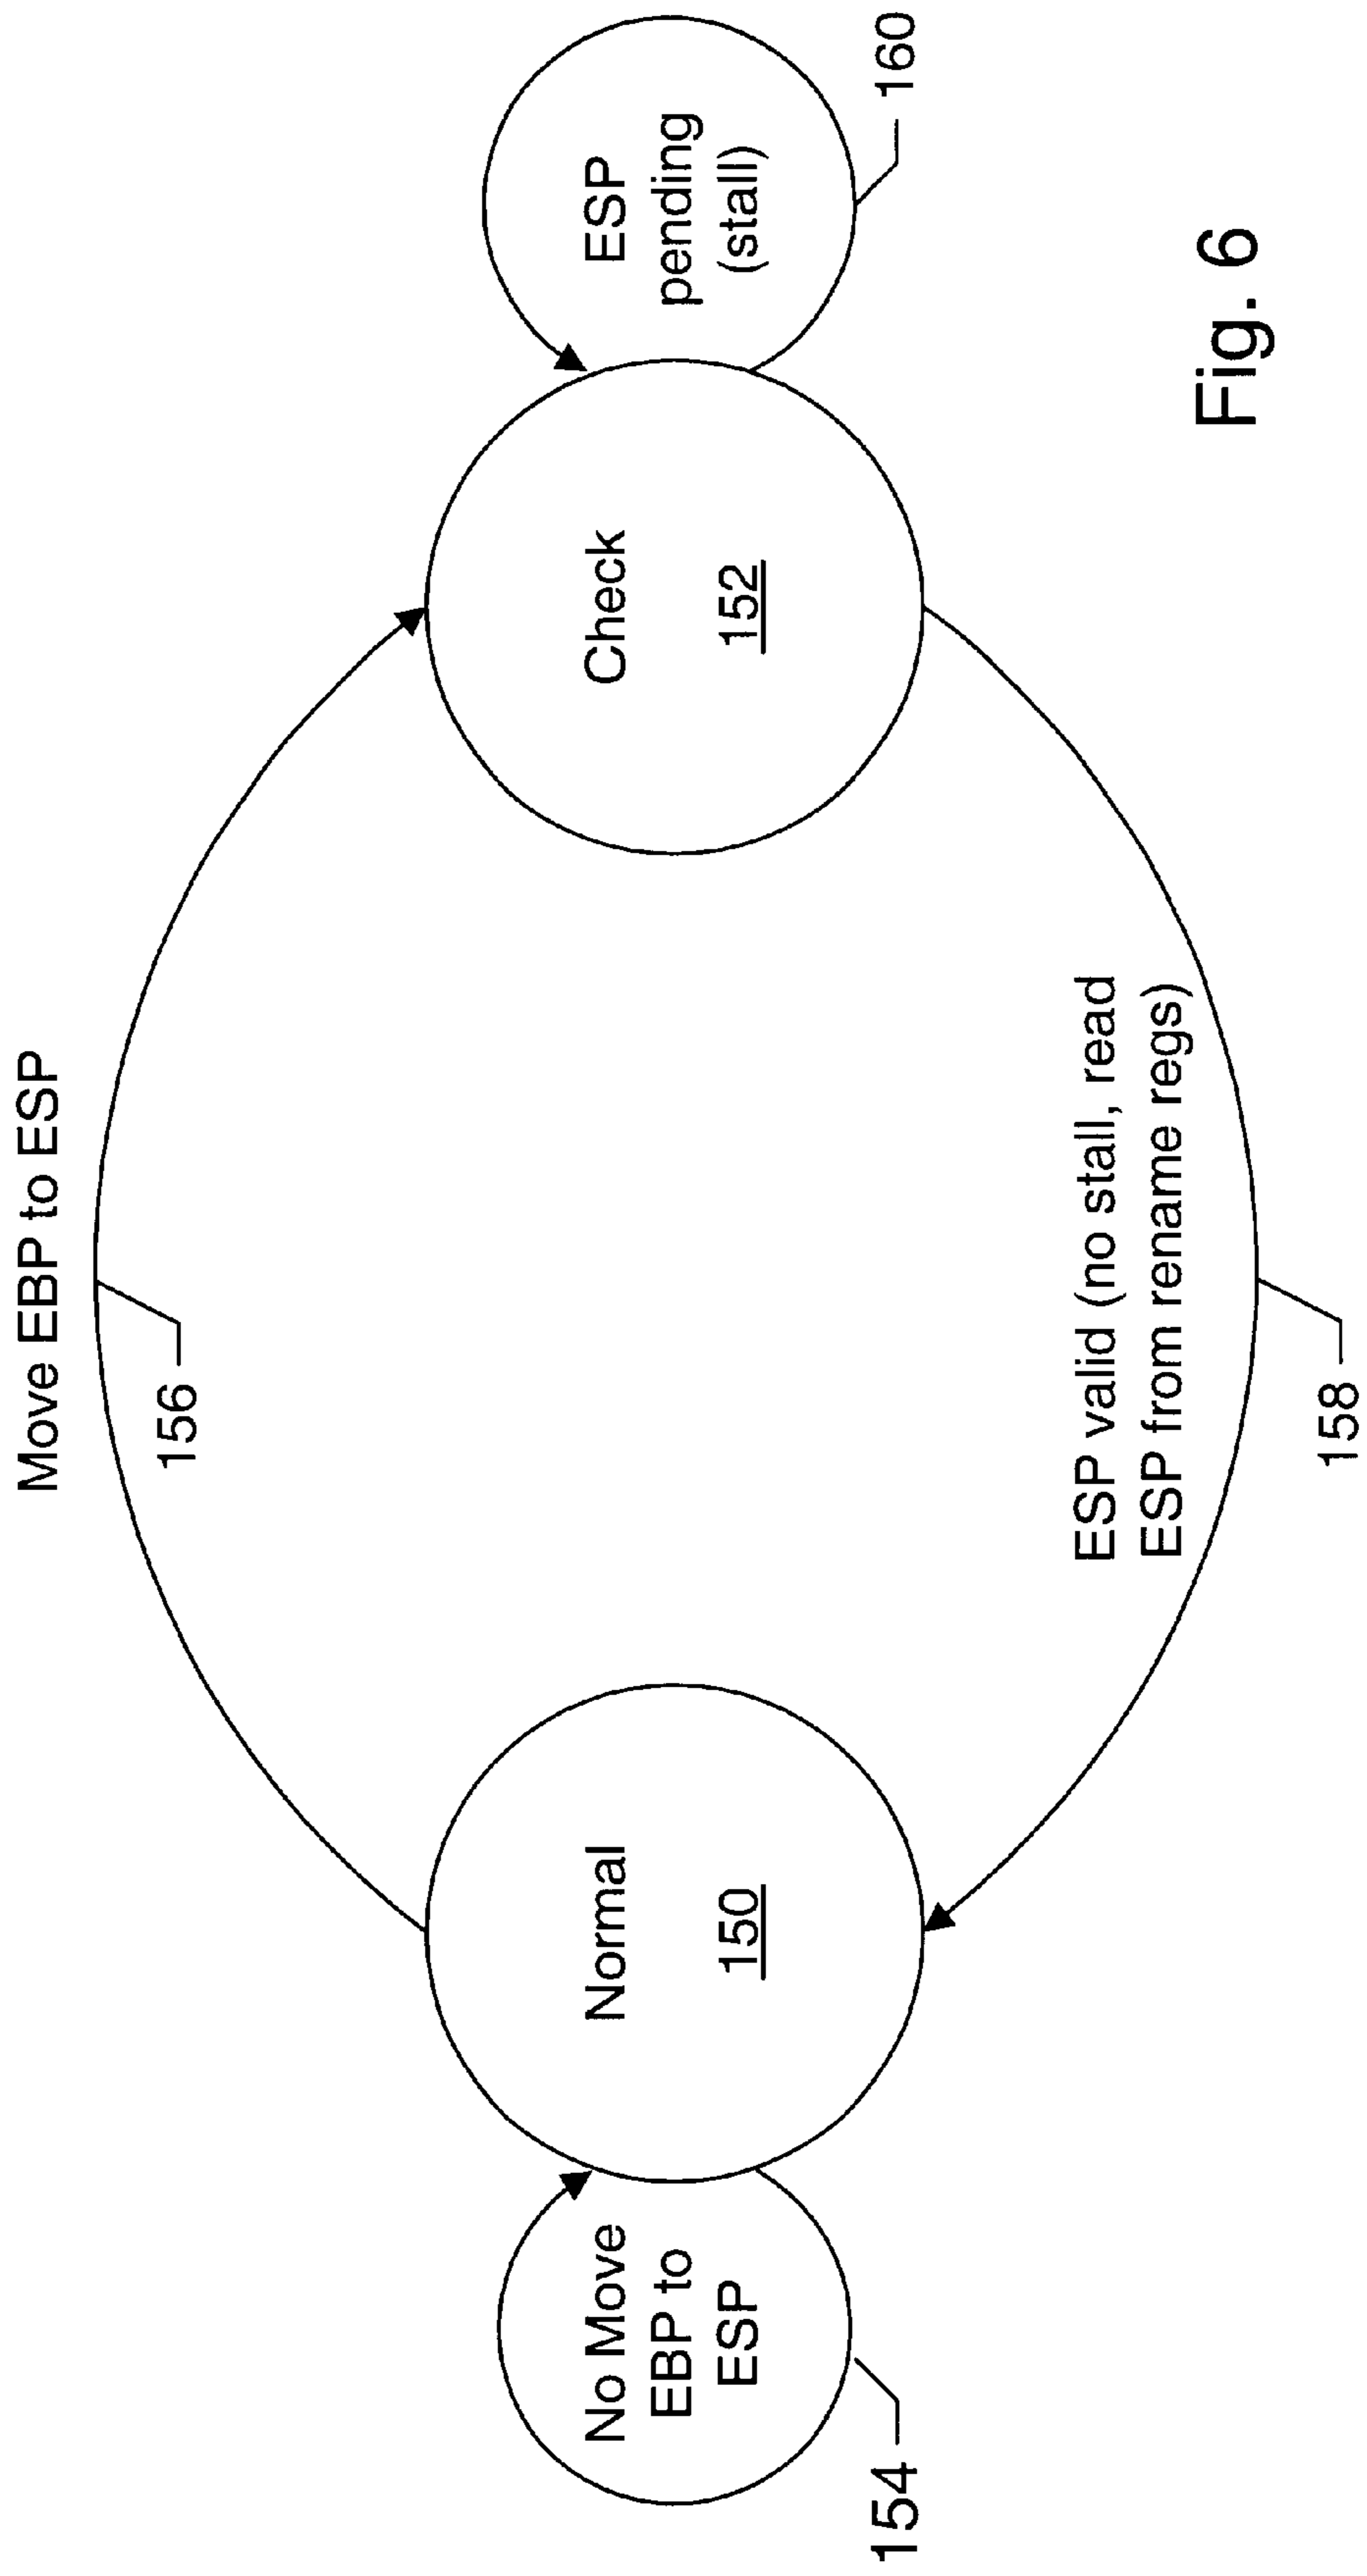 Move EBP to ESP
156
No Move
EBP to
ESP
154
Normal
150
Check
152
ESP
pending
(stall)
160
ESP valid (no stall, read
ESP from rename regs)
158
Fig. 6